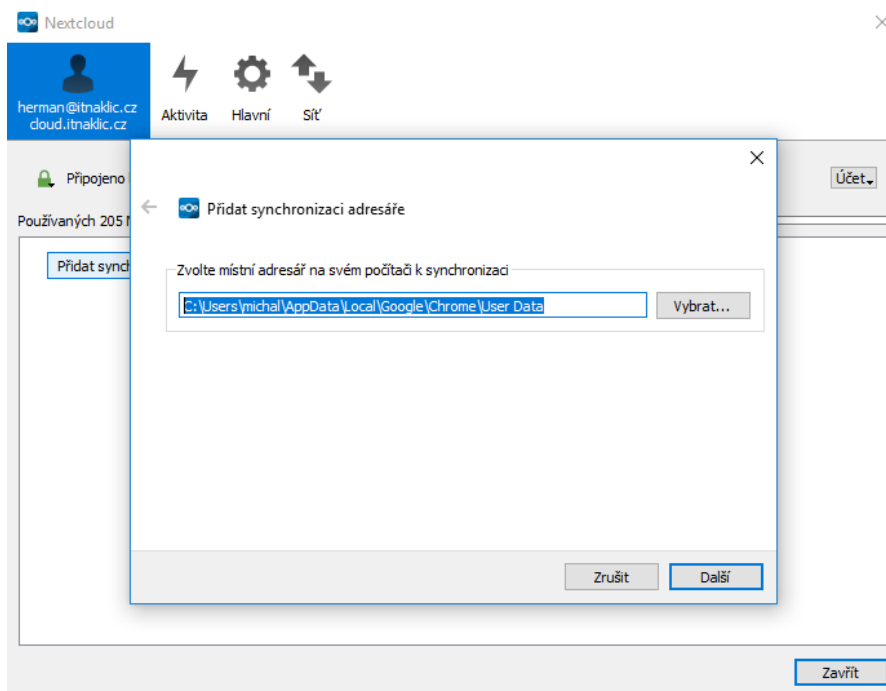 Nextcloud
herman@itnaklic.cz
cloud.itnaklic.cz
Aktivita
Hlavní
Síť
Připojeno
Účet
Používaných 205
Přidat synchronizaci adresáře
Přidat
Zvolte místní adresář na svém počítači k synchronizaci
C:\Users\michal\AppData\Local\Google\Chrome\User Data
Vybrat...
Zrušit
Další
Zavřít